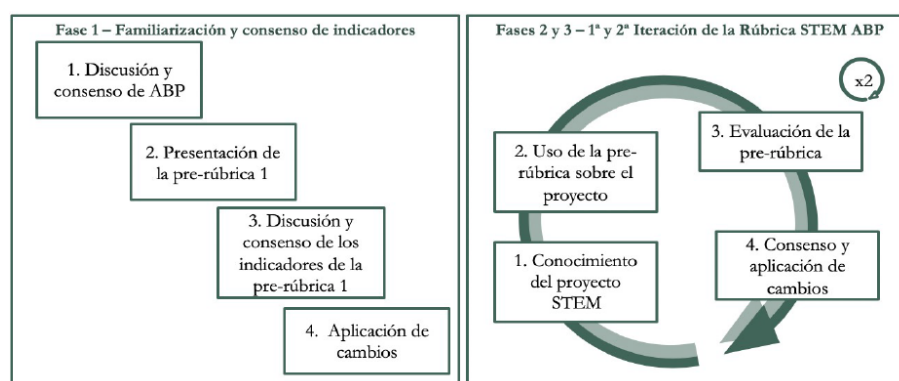 Fase 1 – Familiarización y consenso de indicadores
1. Discusión y
consenso de ABP
2. Presentación de
la pre-rúbrica 1
3. Discusión y
consenso de los
indicadores de la
pre-rúbrica 1
4. Aplicación de
cambios
Fases 2 y 3 – 1ª y 2ª Iteración de la Rúbrica STEM ABP
x2
1. Conocimiento
del proyecto
STEM
2. Uso de la pre-
rúbrica sobre el
proyecto
3. Evaluación de la
pre-rúbrica
4. Consenso y
aplicación de
cambios